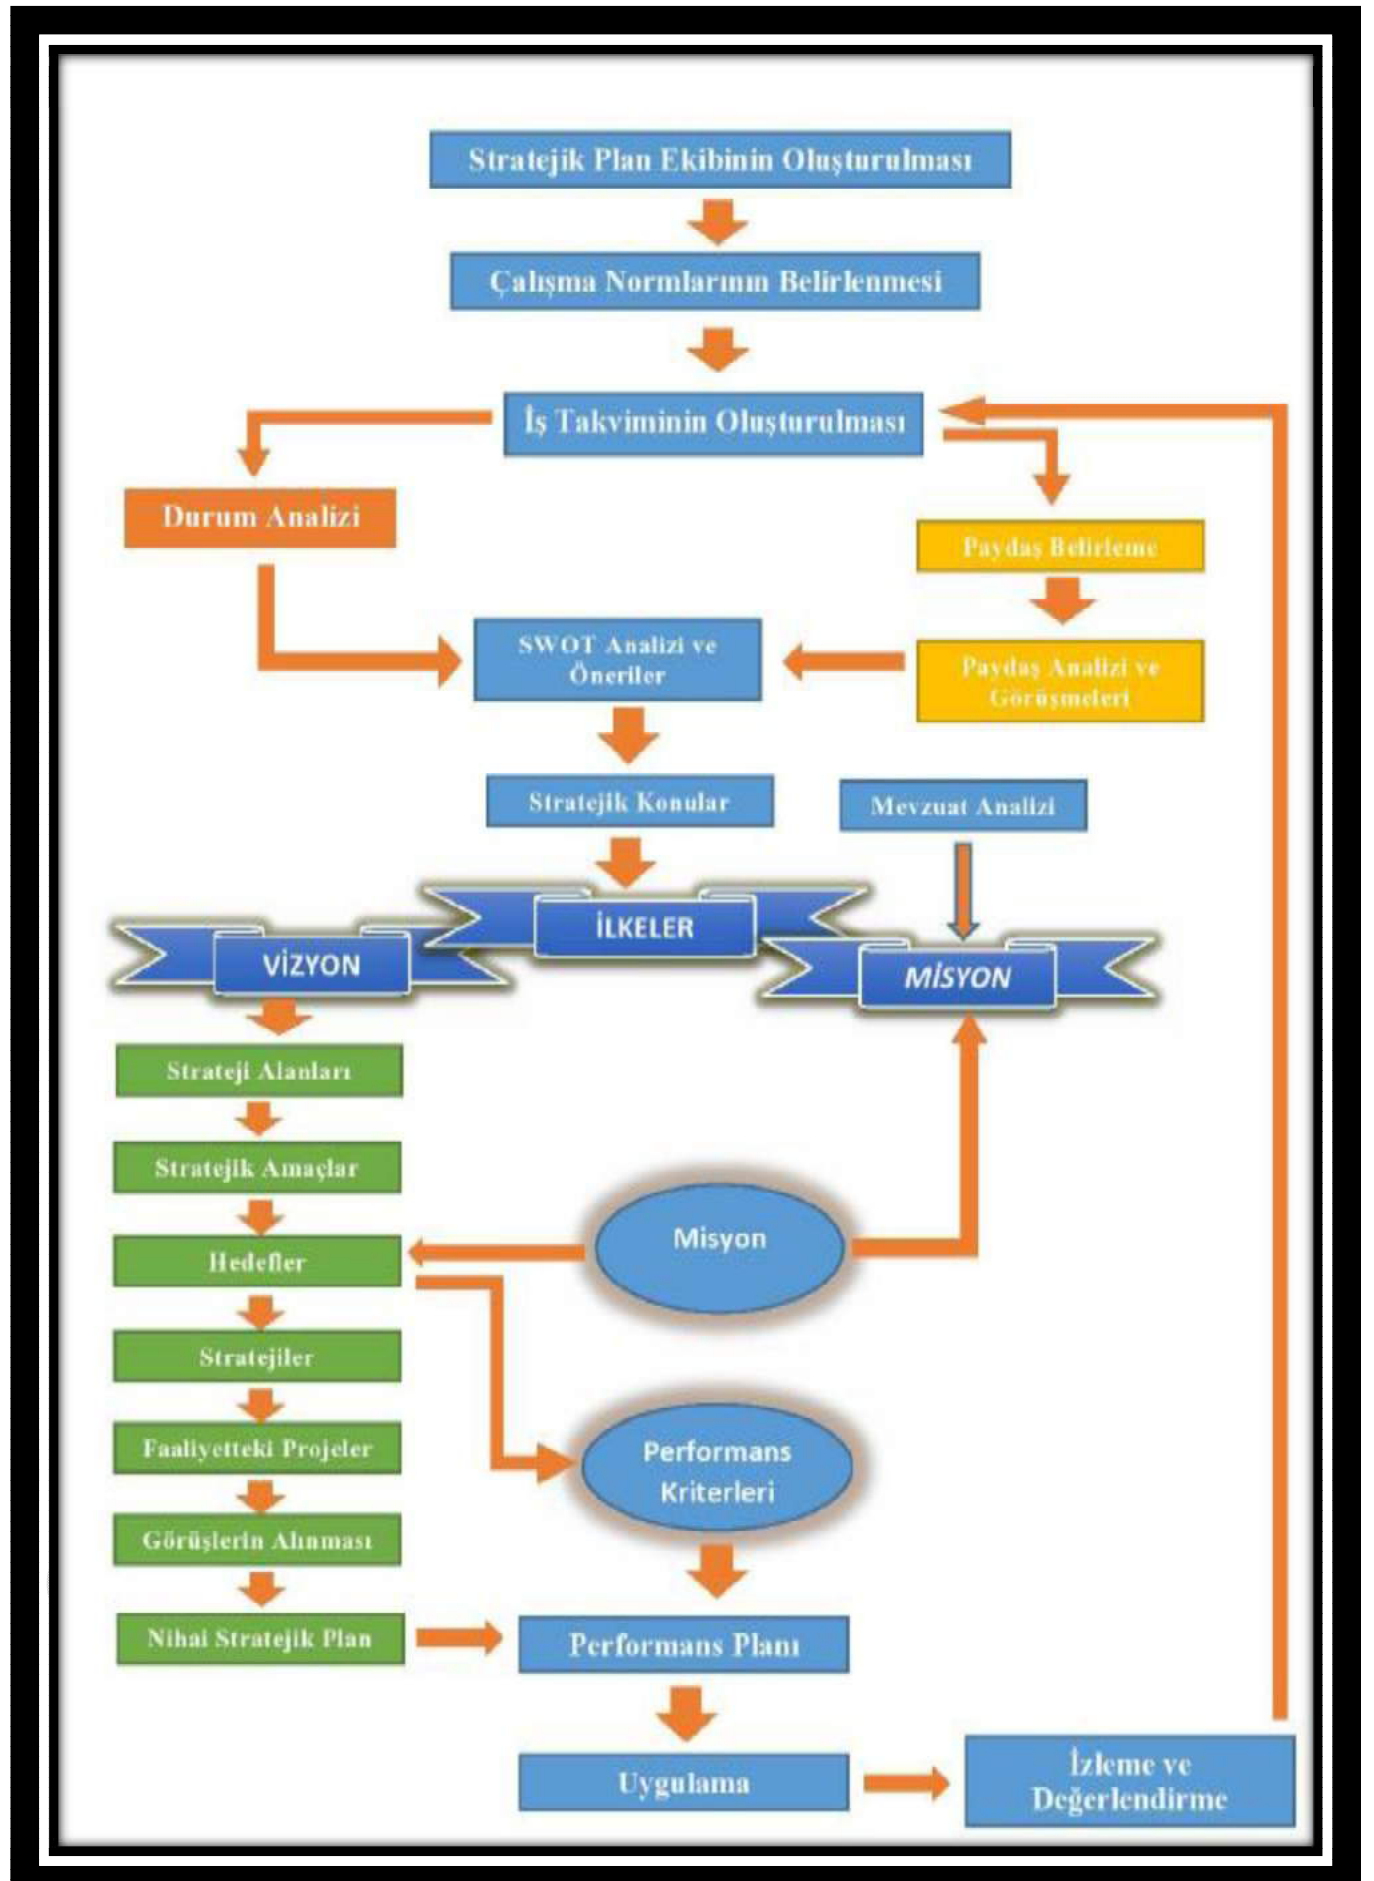 Stratejik Plan Ekibinin Oluşturulması
Çalışma Normlarının Belirlenmesi
İş Takviminin Oluşturulması
Durum Analizi
Paydaş Belirleme
SWOT Analizi ve
Öneriler
Paydaş Analizi ve
Görüşmeleri
Stratejik Konular
Mevzuat Analizi
İLKELER
VİZYON
MİSYON
Strateji Alanları
Stratejik Amaçlar
Misyon
Hedefler
Stratejiler
Faaliyetteki Projeler
Performans
Kriterleri
Görüşlerin Alınması
Nihai Stratejik Plan
Performans Planı
Uygulama
İzleme ve
Değerlendirme